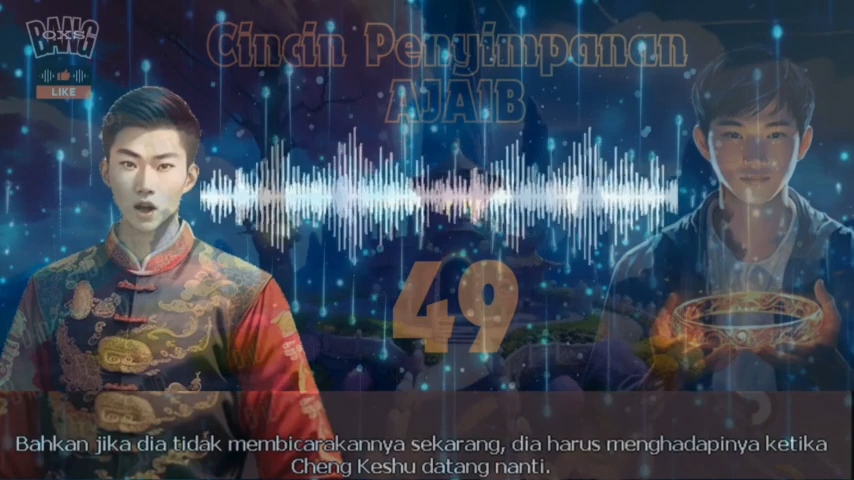 BANG
OXS
LIKE
Cincin Penyimpanan
AJAIB
49
Bahkan jika dia tidak membicarakannya sekarang, dia harus menghadapinya ketika
Cheng Keshu datang nanti.